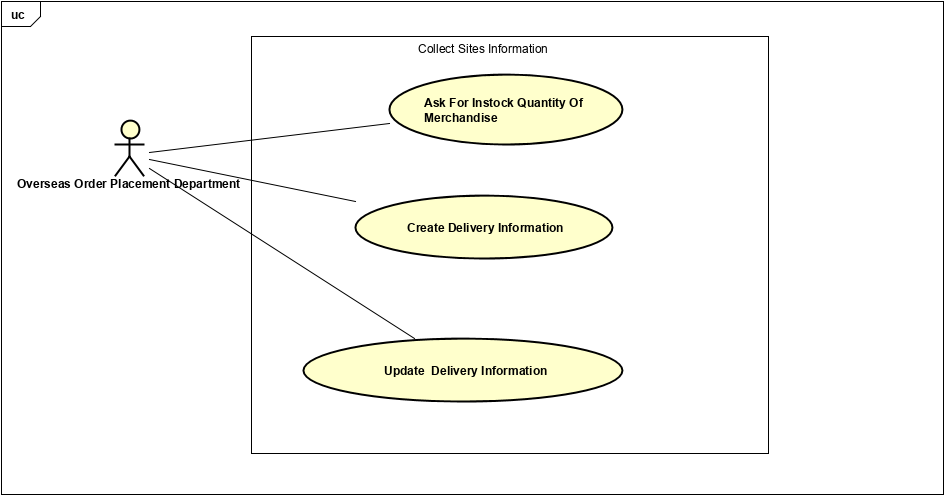 uc
Collect Sites Information
Ask For Instock Quantity Of
Merchandise
Overseas Order Placement Department
Create Delivery Information
Update  Delivery Information